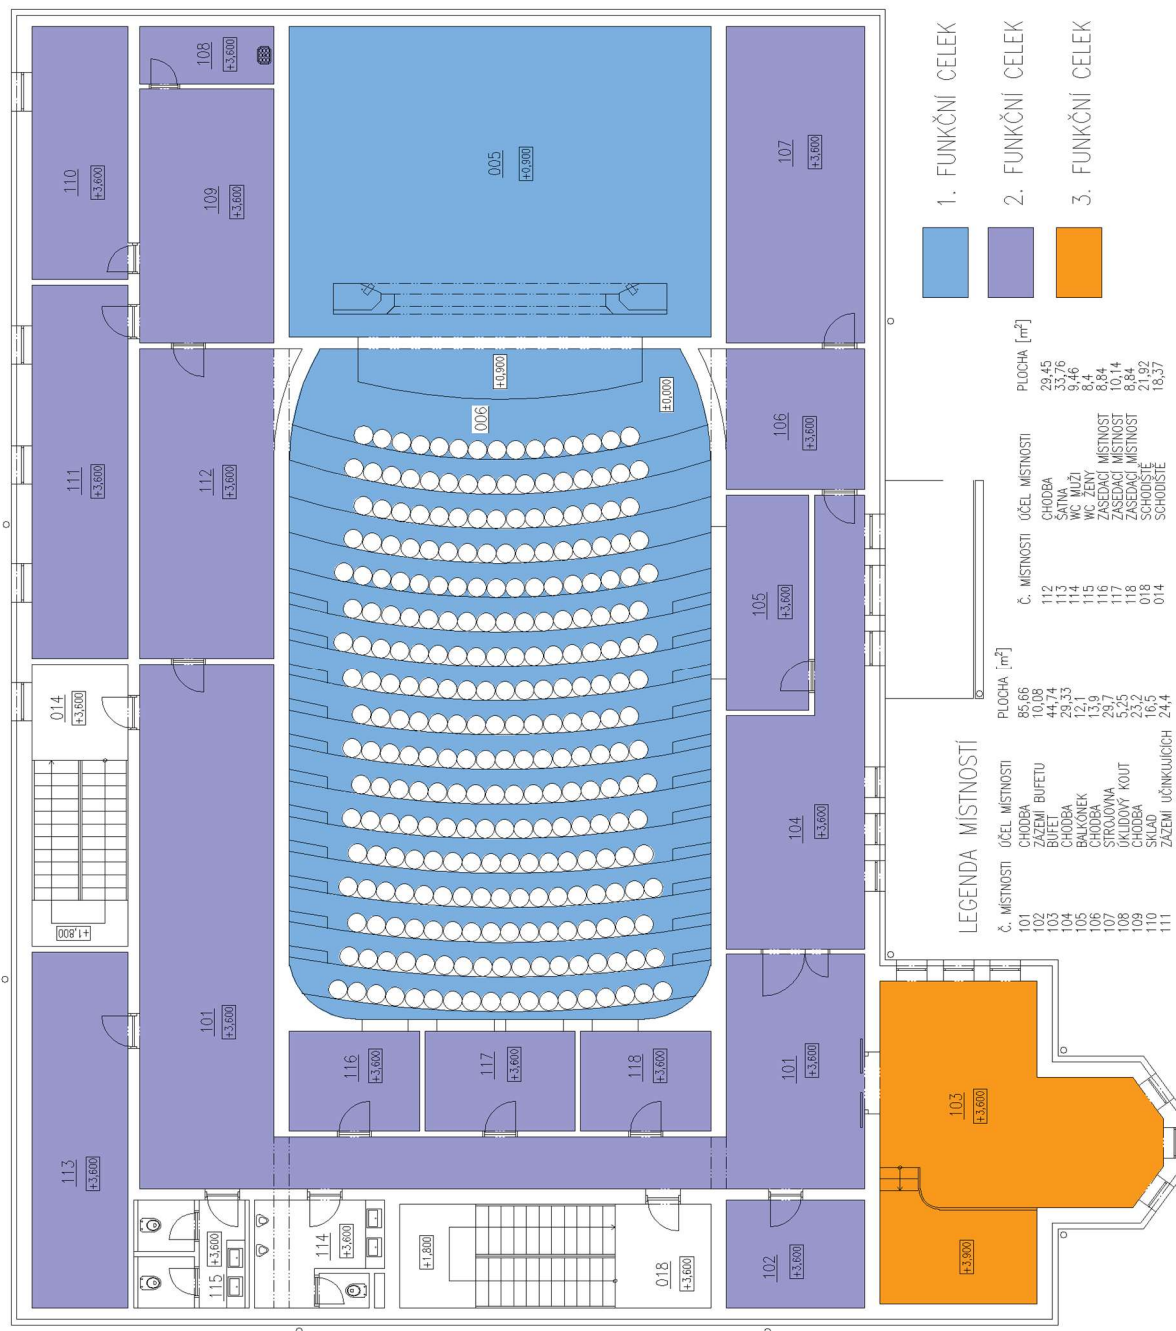 113
+3,600
+1,800
014
+3,600
111
+3,600
110
+3,600
115
+3,600
101
+3,600
112
+3,600
109
+3,600
108
+3,600
114
+3,600
116
+3,600
117
+3,600
118
+3,600
006
+0,900
±0,000
005
+0,900
+1,800
018
+3,600
102
+3,600
101
+3,600
104
+3,600
105
+3,600
106
+3,600
107
+3,600
103
+3,600
+3,900
1. FUNKČNÍ CELEK
2. FUNKČNÍ CELEK
3. FUNKČNÍ CELEK
LEGENDA MÍSTNOSTÍ
Č. MÍSTNOSTI ÚČEL MÍSTNOSTI PLOCHA [m²]
101 CHODBA 85,66
102 ZÁZEMÍ BUFETU 10,08
103 BUFET 44,74
104 CHODBA 29,33
105 BALKÓNEK 12,1
106 CHODBA 13,9
107 STROJOVNA 29,7
108 ÚKLIDOVÝ KOUT 5,25
109 CHODBA 23,2
110 SKLAD 16,5
111 ZÁZEMÍ UČINKUJÍCÍCH 24,4
Č. MÍSTNOSTI ÚČEL MÍSTNOSTI PLOCHA [m²]
112 CHODBA 29,45
113 ŠATNA 33,76
114 WC MUŽI 9,46
115 WC ŽENY 8,4
116 ZASEDACÍ MÍSTNOST 8,84
117 ZASEDACÍ MÍSTNOST 10,14
118 ZASEDACÍ MÍSTNOST 8,84
018 SCHODIŠTĚ 21,92
014 SCHODIŠTĚ 18,37